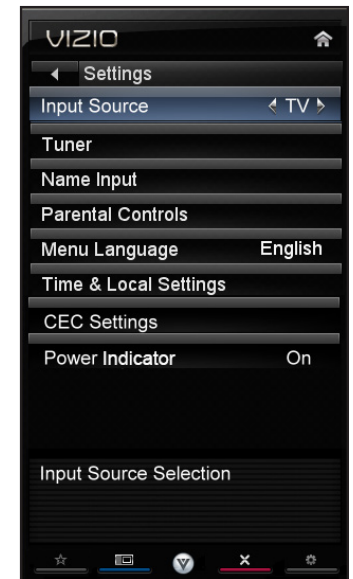 VIZIO
Settings
Input Source TV
Tuner
Name Input
Parental Controls
Menu Language English
Time & Local Settings
CEC Settings
Power Indicator On
Input Source Selection
V